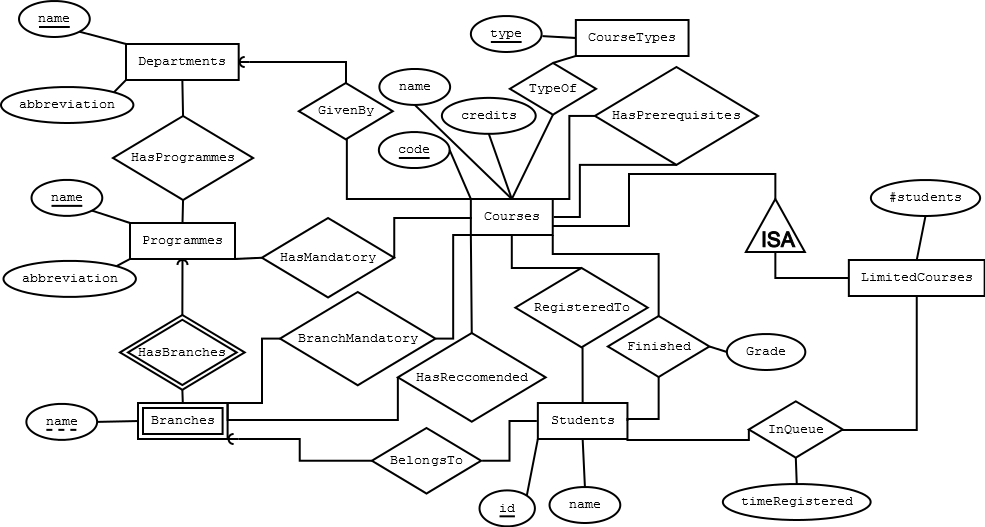 name
type
CourseTypes
Departments
name
TypeOf
abbreviation
GivenBy
credits
HasPrerequisites
code
HasProgrammes
name
#students
Courses
Programmes
ISA
HasMandatory
abbreviation
LimitedCourses
RegisteredTo
BranchMandatory
Finished
Grade
HasBranches
HasReccomended
name
Branches
Students
InQueue
BelongsTo
timeRegistered
id
name